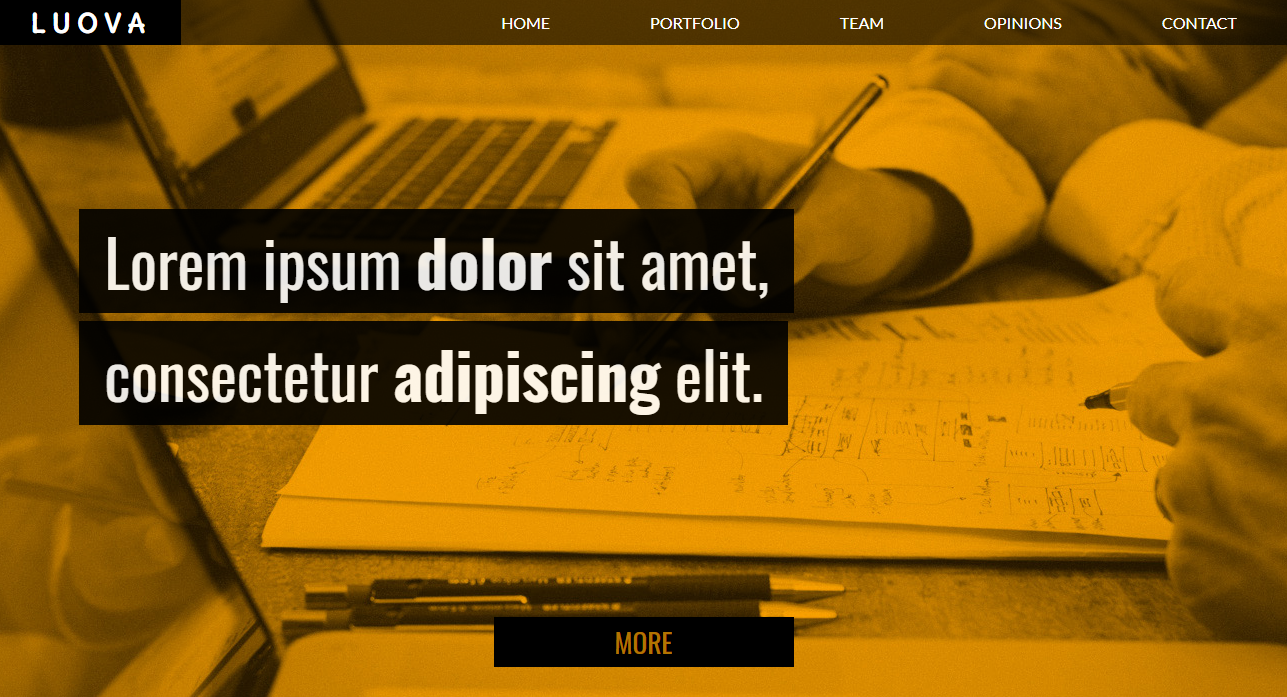 LUOVA
HOME PORTFOLIO TEAM OPINIONS CONTACT
Lorem ipsum dolor sit amet,
consectetur adipiscing elit.
MORE